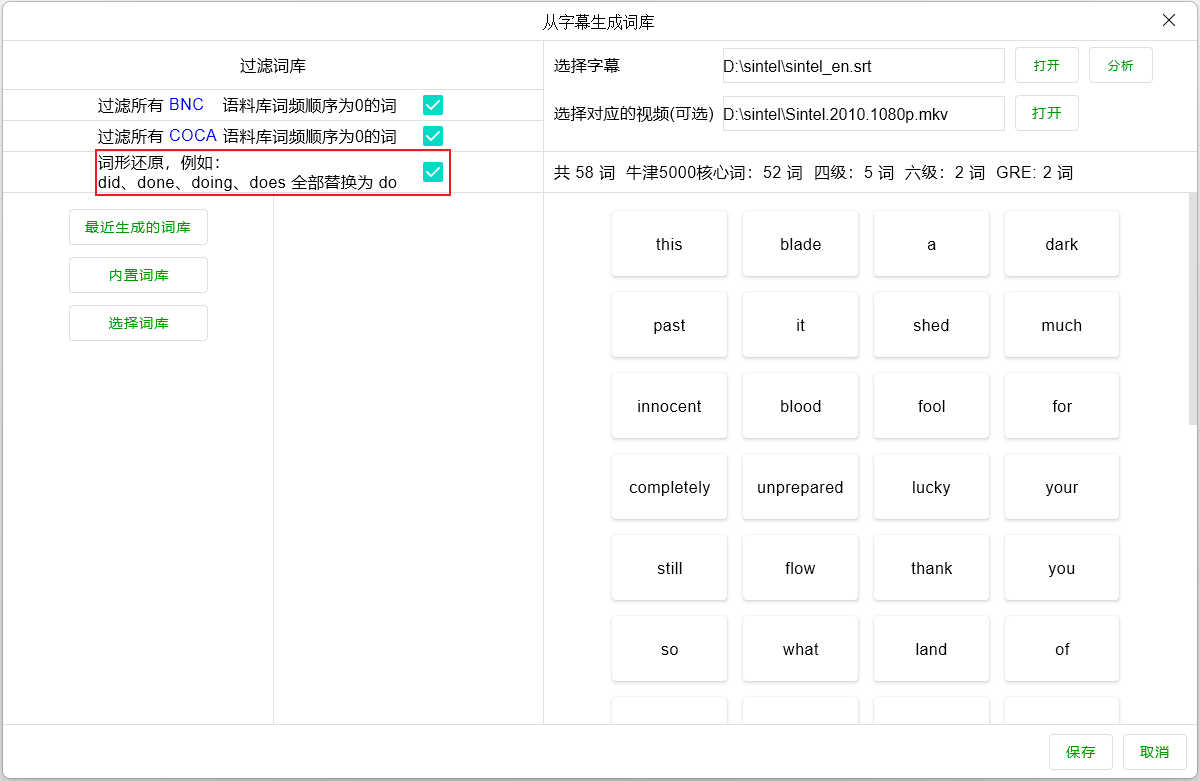 从字幕生成词库
过滤词库
过滤所有 BNC 语料库词频顺序为0的词
过滤所有 COCA 语料库词频顺序为0的词
词形还原，例如：
did、done、doing、does 全部替换为 do
最近生成的词库
内置词库
选择词库
选择字幕 D:\sintel\sintel_en.srt 打开 分析
选择对应的视频(可选) D:\sintel\Sintel.2010.1080p.mkv 打开
共 58 词 牛津5000核心词：52 词 四级：5 词 六级：2 词 GRE: 2 词
this blade a dark
past it shed much
innocent blood fool for
completely unprepared lucky your
still flow thank you
so what land of
保存 取消